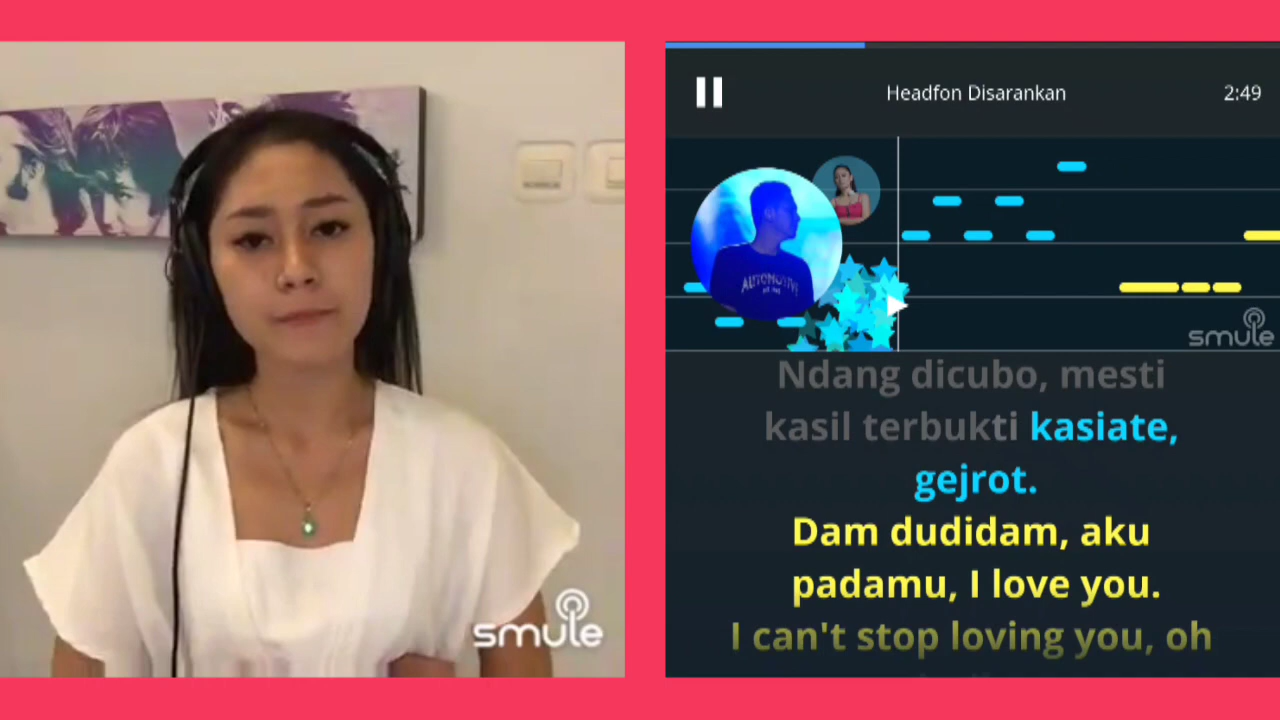 smule
Headfon Disarankan
2:49
AUTOMOTIVE
smule
Ndang dicubo, mesti
kasil terbukti kasiate,
gejrot.
Dam dudidam, aku
padamu, I love you.
I can't stop loving you, oh